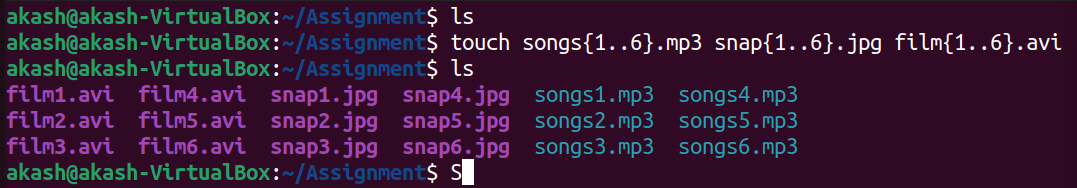 akash@akash-VirtualBox:~/Assignment$ ls
akash@akash-VirtualBox:~/Assignment$ touch songs{1..6}.mp3 snap{1..6}.jpg film{1..6}.avi
akash@akash-VirtualBox:~/Assignment$ ls
film1.avi film4.avi snap1.jpg snap4.jpg songs1.mp3 songs4.mp3
film2.avi film5.avi snap2.jpg snap5.jpg songs2.mp3 songs5.mp3
film3.avi film6.avi snap3.jpg snap6.jpg songs3.mp3 songs6.mp3
akash@akash-VirtualBox:~/Assignment$ S